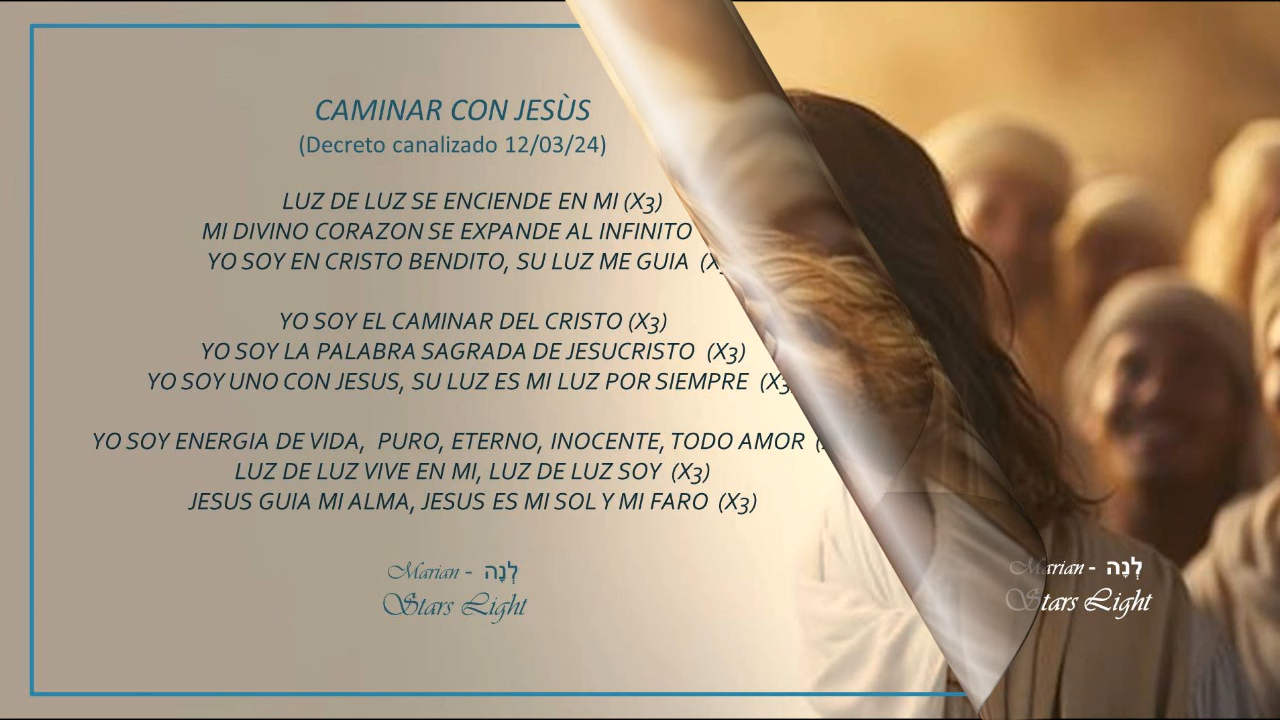 CAMINAR CON JESÙS
(Decreto canalizado 12/03/24)
LUZ DE LUZ SE ENCIENDE EN MI (X3)
MI DIVINO CORAZON SE EXPANDE AL INFINITO
YO SOY EN CRISTO BENDITO, SU LUZ ME GUIA
YO SOY EL CAMINAR DEL CRISTO (X3)
YO SOY LA PALABRA SAGRADA DE JESUCRISTO (X3)
YO SOY UNO CON JESUS, SU LUZ ES MI LUZ POR SIEMPRE (X3
YO SOY ENERGIA DE VIDA, PURO, ETERNO, INOCENTE, TODO AMOR
LUZ DE LUZ VIVE EN MI, LUZ DE LUZ SOY (X3)
JESUS GUIA MI ALMA, JESUS ES MI SOL Y MI FARO (X3)
Marian - לְנָה
Stars Light
Marian - לְנָה
Stars Light